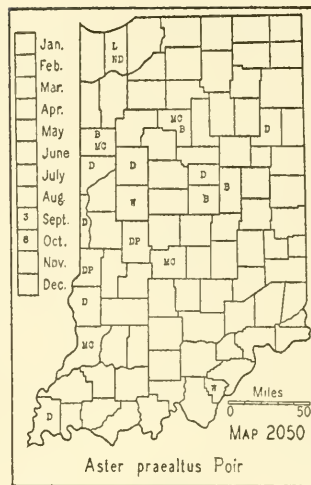 Jan.
Feb.
Mar.
Apr.
May
June
July
Aug.
3 Sept.
6 Oct.
Nov.
Dec.
L
ND
MC
B
D
B
MC
D
D
D
B
B
W
D
DP
MC
DP
D
MC
W
D
Miles
0 50
MAP 2050
Aster praealtus Poir